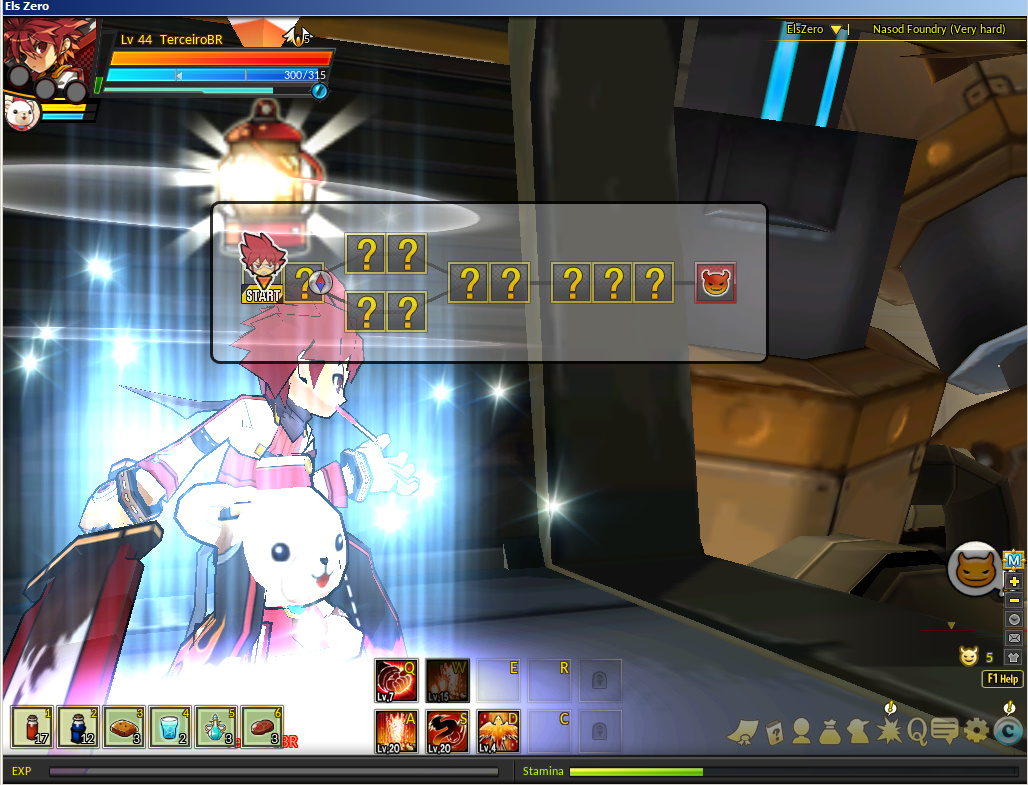 Els Zero
Lv 44 TerceiroBR
ElsZero
Nasod Foundry (Very hard)
300/315
? ?
START ? ? ? ? ? ?
? ?
M
5
F1 Help
Q W E R
Lv.7 Lv.15
A S D C
Lv.20 Lv.20 Lv.4
1 2 3 4 5 6
17 12 3 2 3 3
BR
EXP
Stamina